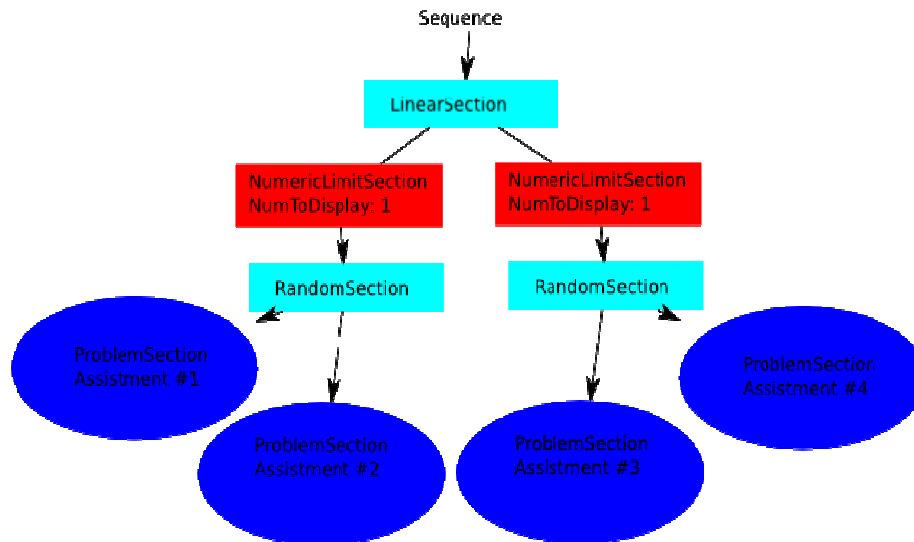 Sequence
LinearSection
NumericLimitSection
NumToDisplay: 1
NumericLimitSection
NumToDisplay: 1
RandomSection
RandomSection
ProblemSection
Assistment #1
ProblemSection
Assistment #2
ProblemSection
Assistment #3
ProblemSection
Assistment #4